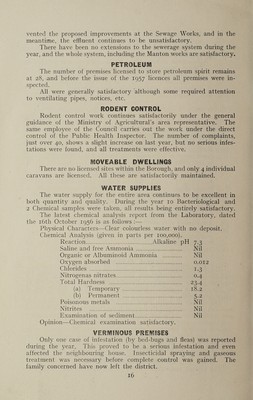 vented the proposed improvements at the Sewage Works, and in the
meantime, the effluent continues to be unsatisfactory.
There have been no extensions to the sewerage system during the
year, and the whole system, including the Manton works are satisfactory.
PETROLEUM
The number of premises licensed to store petroleum spirit remains
at 28, and before the issue of the 1957 licences all premises were in-
spected.
All were generally satisfactory although some required attention
to ventilating pipes, notices, etc.
RODENT CONTROL
Rodent control work continues satisfactorily under the general
guidance of the Ministry of Agricultural's area representative. The
same employee of the Council carries out the work under the direct
control of the Public Health Inspector. The number of complaints,
just over 40, shows a slight increase on last year, but no serious infes-
tations were found, and all treatments were effective.
MOVEABLE DWELLINGS
There are no licensed sites within the Borough, and only 4 individual
caravans are licensed. All these are satisfactorily maintained.
WATER SUPPLIES
The water supply for the entire area continues to be excellent in
both quantity and quality. During the year 10 Bacteriological and
2 Chemical samples were taken, all results being entirely satisfactory.
The latest chemical analysis report from the Laboratory, dated
the 16th October 1956 is as follows :—
Physical Characters—Clear colourless water with no deposit.
Chemical Analysis (given in parts per 100,000).
Reaction Alkaline pH 7.3
Saline and free Ammonia Nil
Organic or Albuminoid Ammonia Nil
Oxygen absorbed 0.012
Chlorides 1.3
Nitrogenas nitrates 0.4
Total Hardness 23.4
(a) Temporary 18.2
(b) Permanent 5.2
Poisonous metals Nil
Nitrites Nil
Examination of sediment Nil
Opinion—Chemical examination satisfactory.
VERMINOUS PREMISES
Only one case of infestation (by bed-bugs and fleas) was reported
during the year. This proved to be a serious infestation and even
affected the neighbouring house. Insecticidal spraying and gaseous
treatment was necessary before complete control was gained. The
family concerned have now left the district.
16